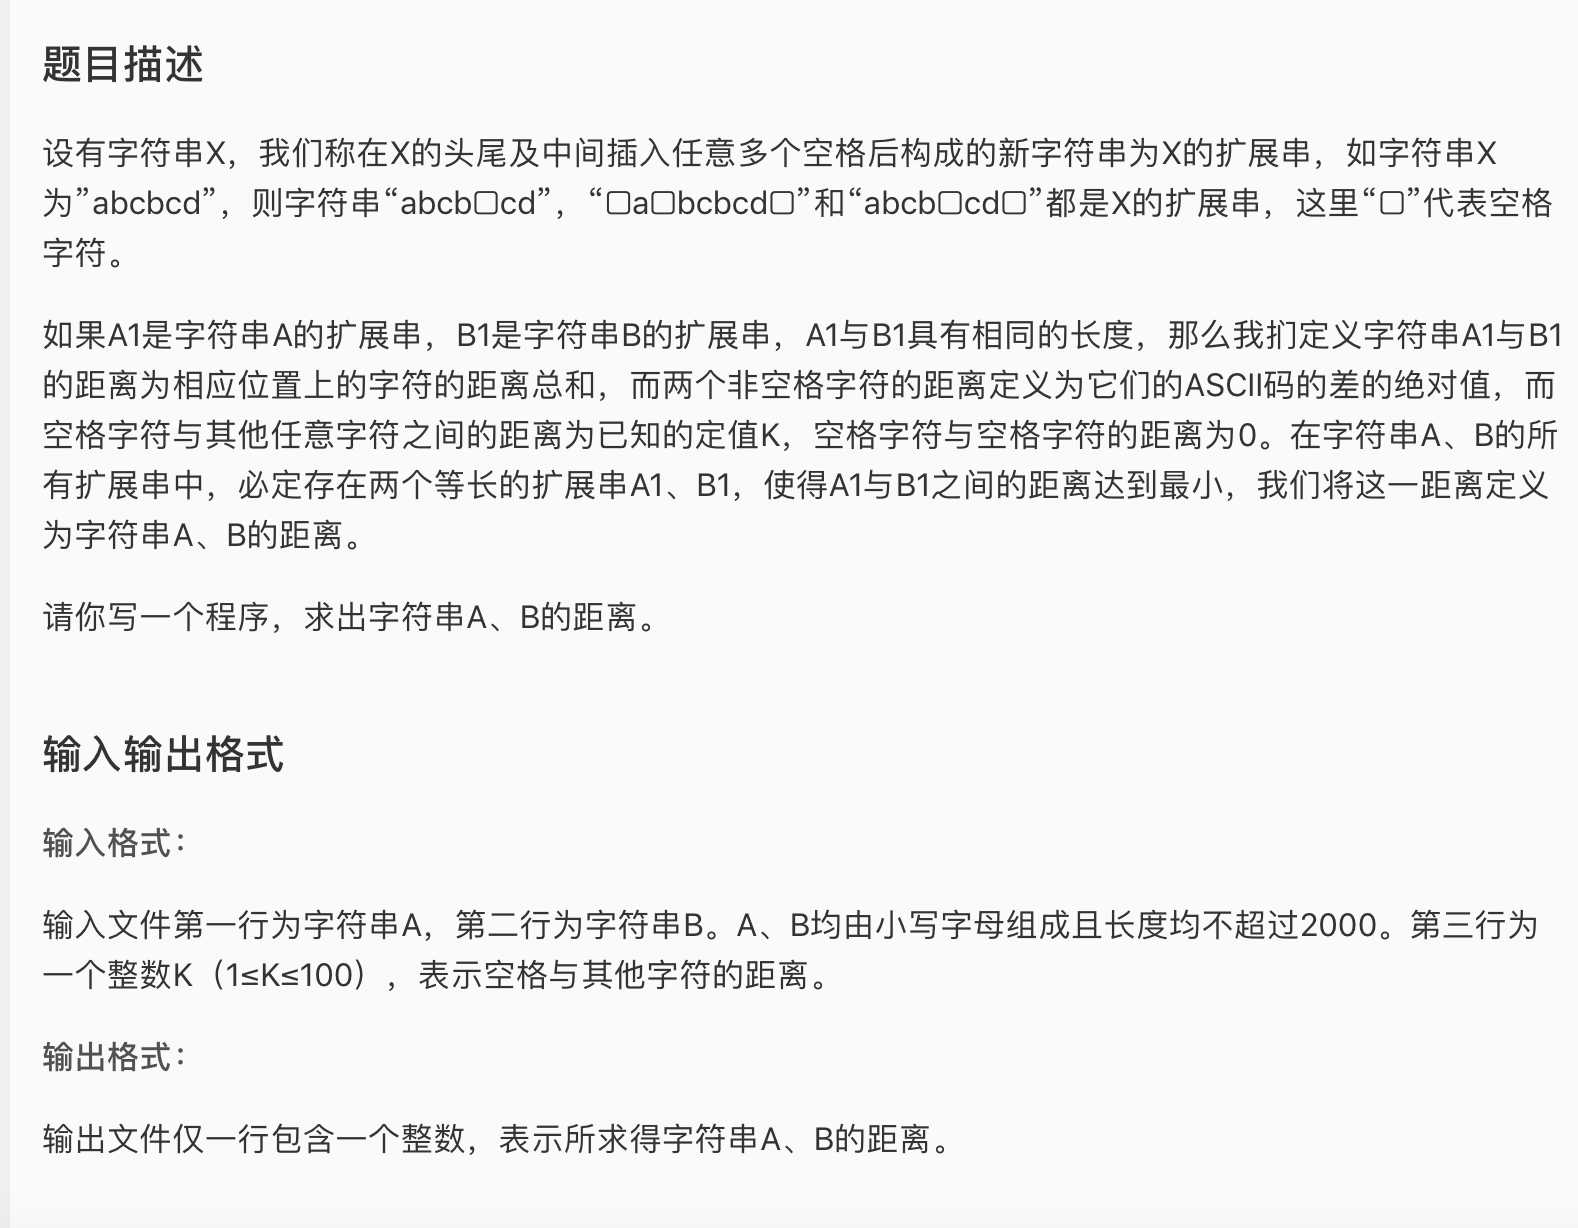 题目描述
设有字符串X，我们称在X的头尾及中间插入任意多个空格后构成的新字符串为X的扩展串，如字符串X
为”abcbcd”，则字符串“abcb▢cd”，“▢a▢bcbcd▢”和“abcb▢cd▢”都是X的扩展串，这里“▢”代表空格
字符。
如果A1是字符串A的扩展串，B1是字符串B的扩展串，A1与B1具有相同的长度，那么我扪定义字符串A1与B1
的距离为相应位置上的字符的距离总和，而两个非空格字符的距离定义为它们的ASCII码的差的绝对值，而
空格字符与其他任意字符之间的距离为已知的定值K，空格字符与空格字符的距离为0。在字符串A、B的所
有扩展串中，必定存在两个等长的扩展串A1、B1，使得A1与B1之间的距离达到最小，我们将这一距离定义
为字符串A、B的距离。
请你写一个程序，求出字符串A、B的距离。
输入输出格式
输入格式：
输入文件第一行为字符串A，第二行为字符串B。A、B均由小写字母组成且长度均不超过2000。第三行为
一个整数K（1≤K≤100），表示空格与其他字符的距离。
输出格式：
输出文件仅一行包含一个整数，表示所求得字符串A、B的距离。